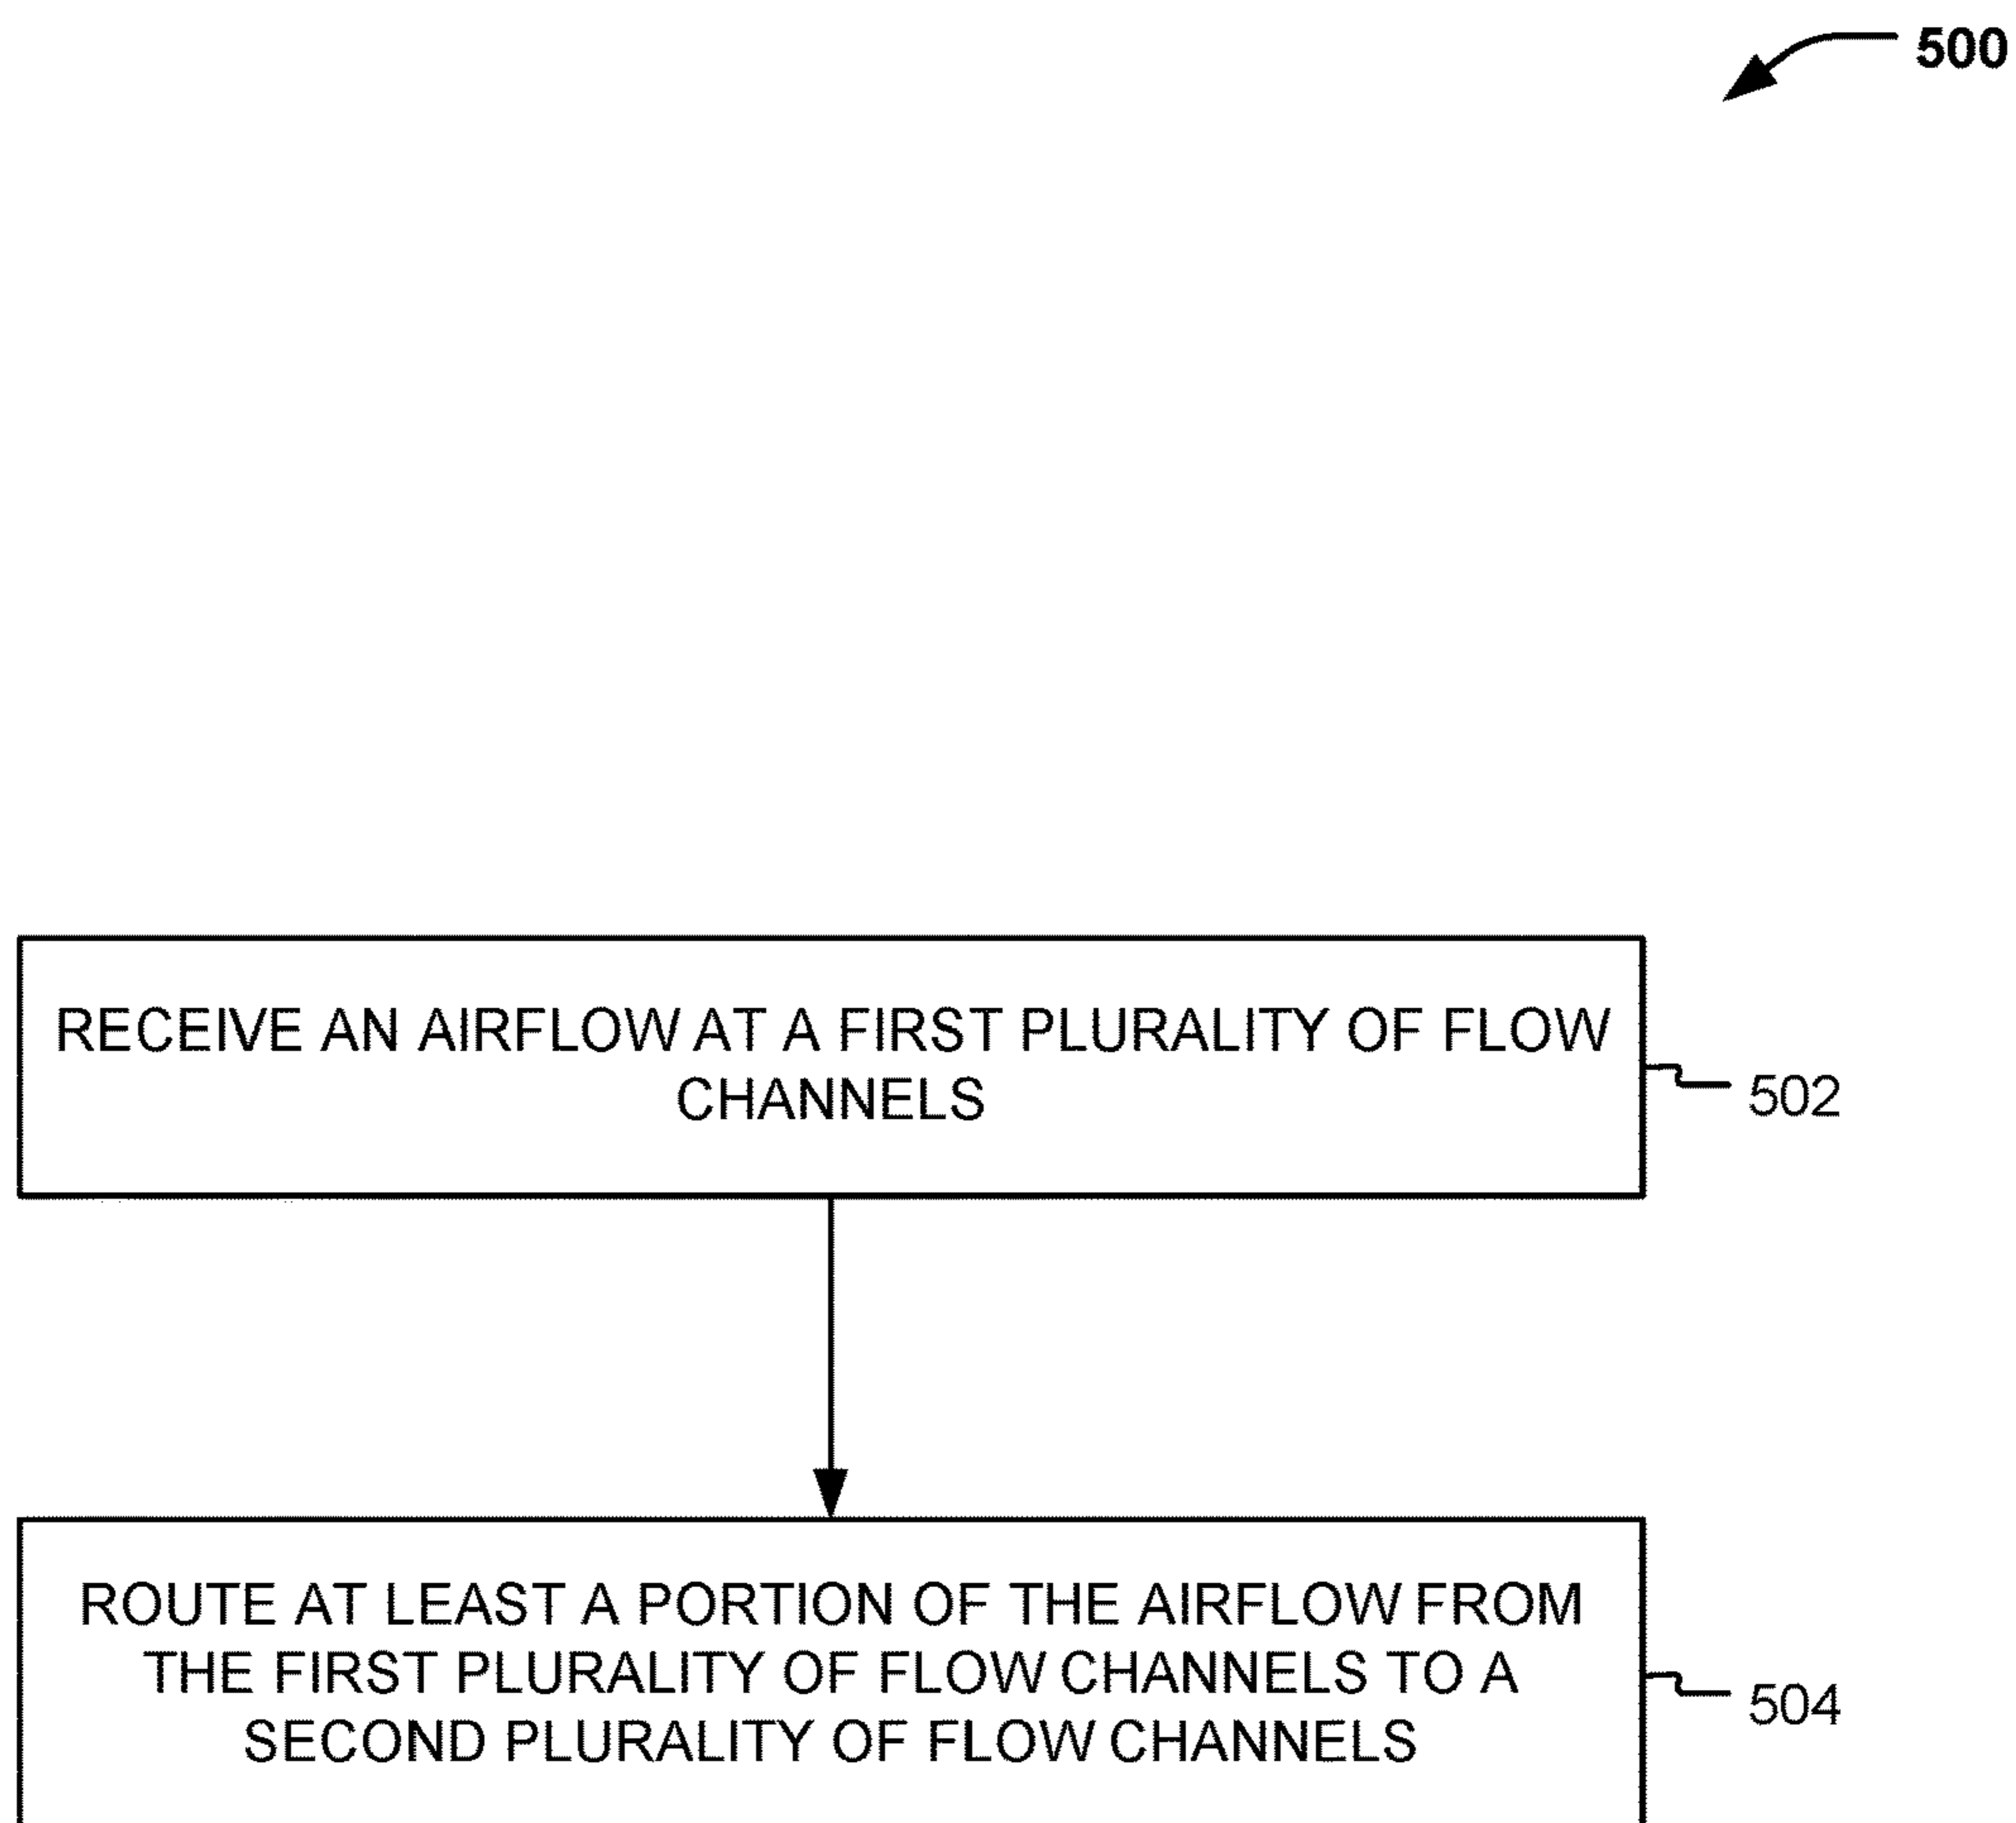 500
RECEIVE AN AIRFLOW AT A FIRST PLURALITY OF FLOW
CHANNELS
502
ROUTE AT LEAST A PORTION OF THE AIRFLOW FROM
THE FIRST PLURALITY OF FLOW CHANNELS TO A
SECOND PLURALITY OF FLOW CHANNELS
504